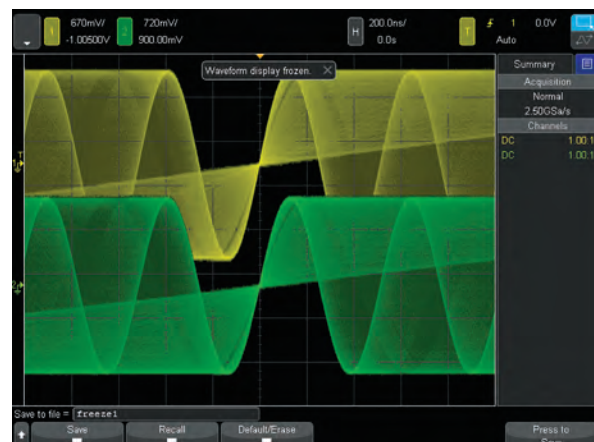 1 670mV/ 2 720mV/ H 200.0ns/ T 1 0.0V
-1.00500V 900.00mV 0.0s Auto
Waveform display frozen.
Summary
Acquisition
Normal
2.50GSa/s
Channels
DC 1.00:1
DC 1.00:1
T
1
2
Save to file = freeze1
Save Recall Default/Erase Press to